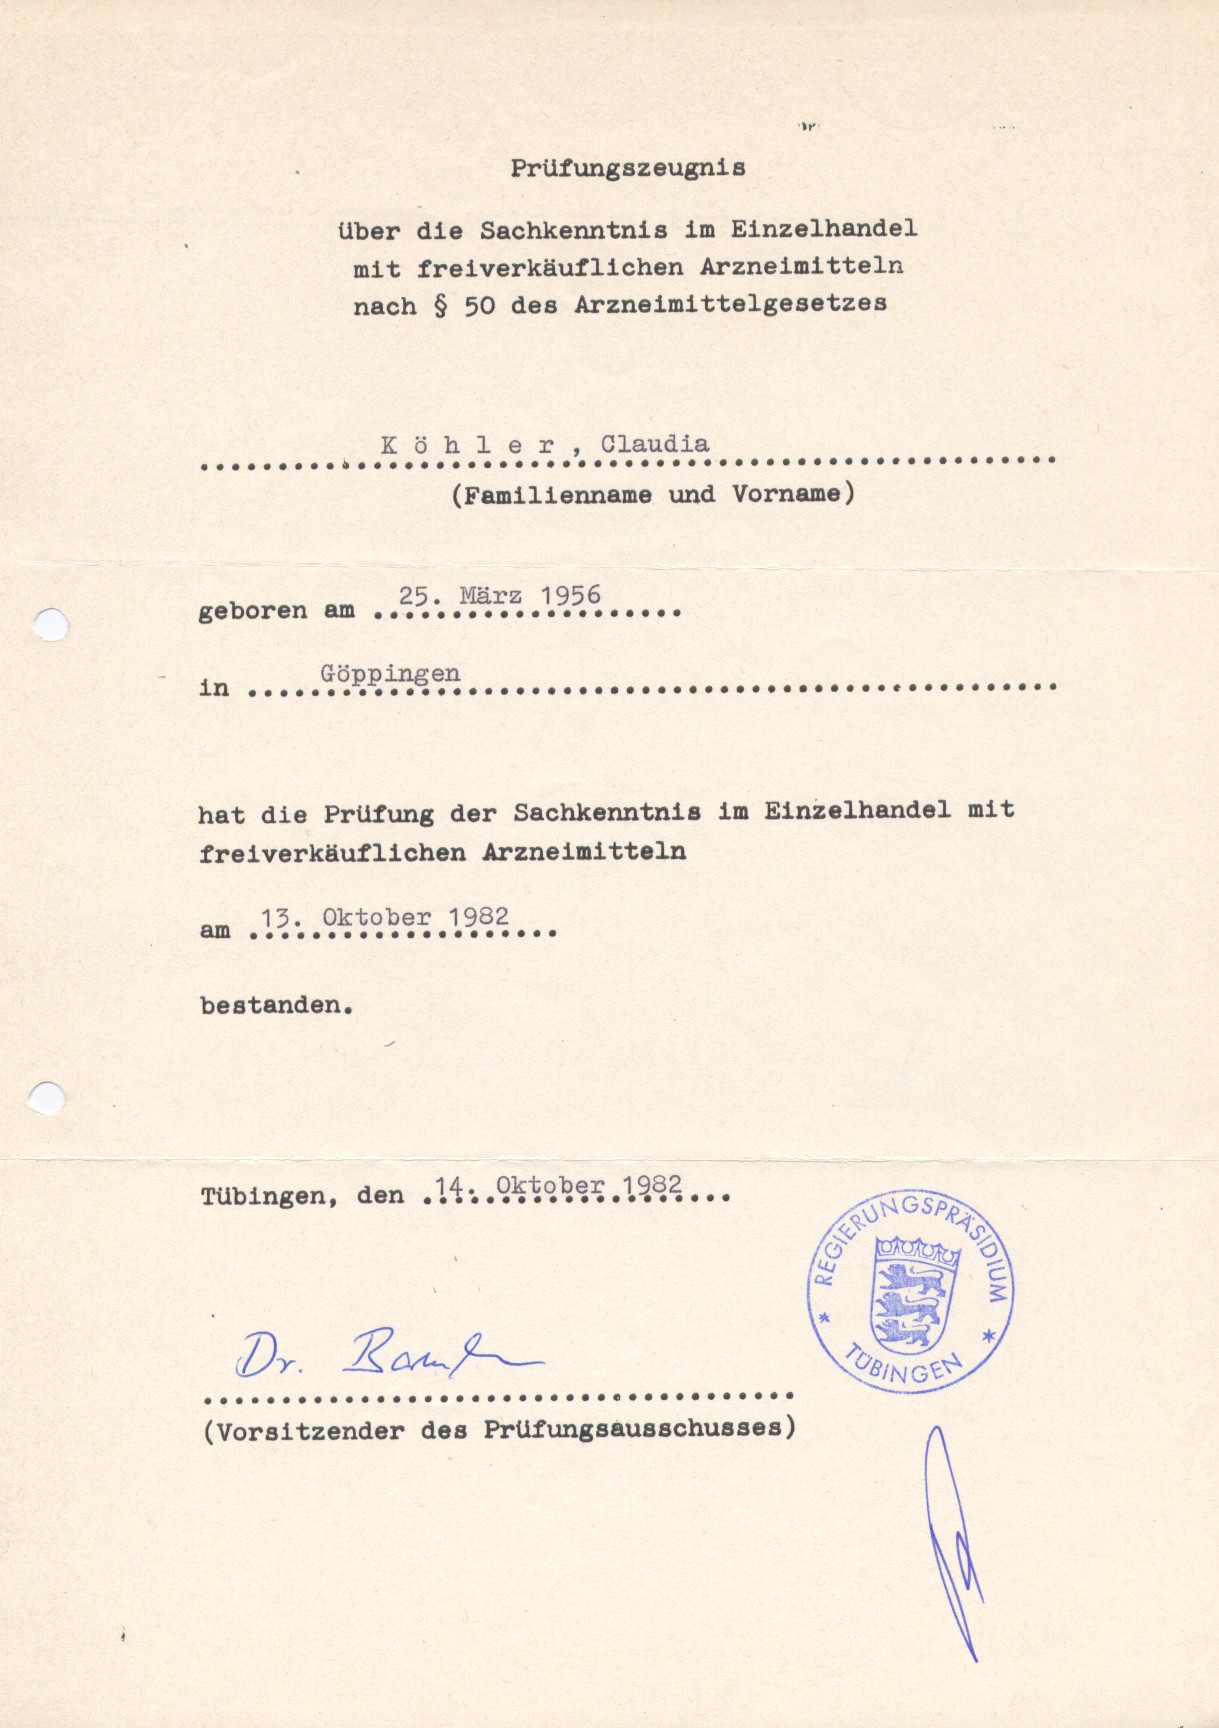 Prüfungszeugnis
über die Sachkenntnis im Einzelhandel
mit freiverkäuflichen Arzneimitteln
nach § 50 des Arzneimittelgesetzes
K ö h l e r , Claudia
(Familienname und Vorname)
geboren am 25. März 1956
in Göppingen
hat die Prüfung der Sachkenntnis im Einzelhandel mit
freiverkäuflichen Arzneimitteln
am 13. Oktober 1982
bestanden.
Tübingen, den 14. Oktober 1982
REGIERUNGSPRÄSIDIUM
* TÜBINGEN *
Dr.
(Vorsitzender des Prüfungsausschusses)